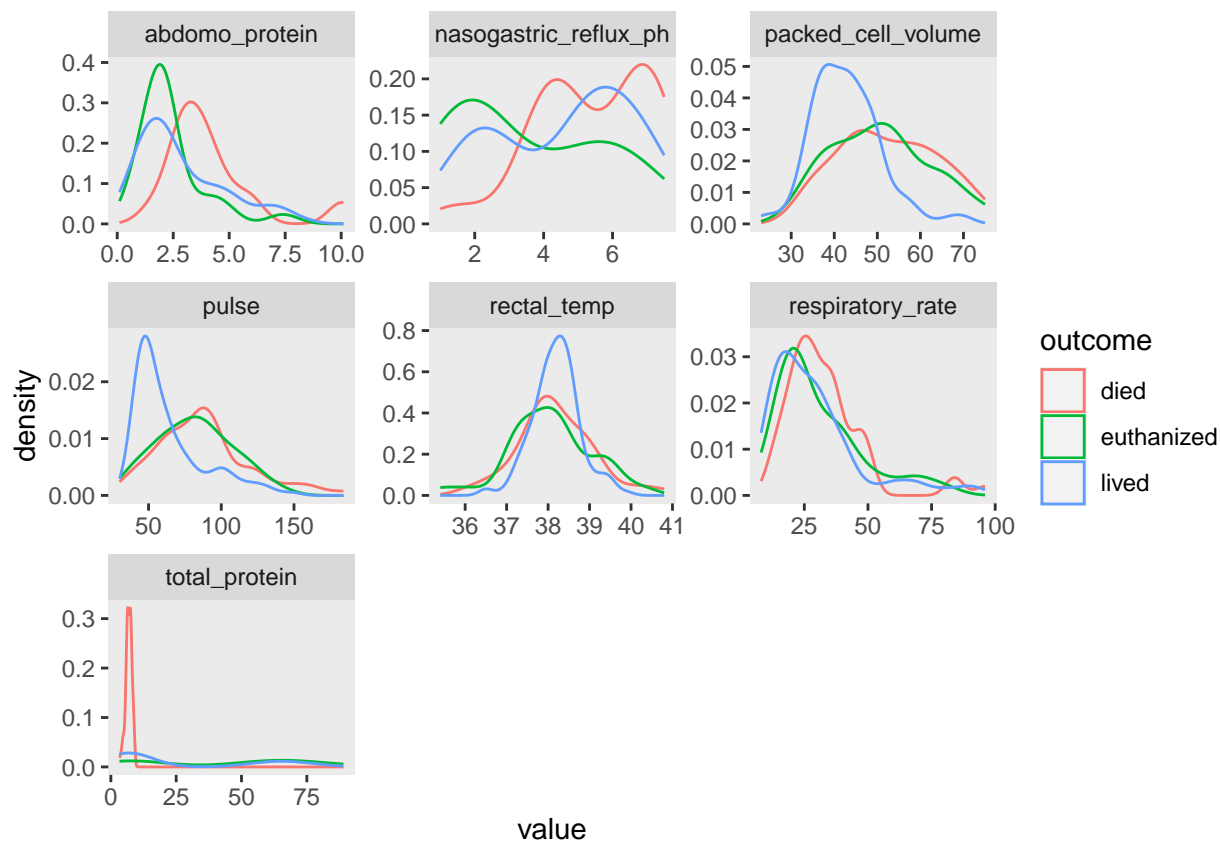 abdomo_protein
nasogastric_reflux_ph
packed_cell_volume
0.4
0.3
0.2
0.1
0.0
0.0 2.5 5.0 7.5 10.0
0.20
0.15
0.10
0.05
0.00
2 4 6
0.05
0.04
0.03
0.02
0.01
0.00
30 40 50 60 70
pulse
rectal_temp
respiratory_rate
0.02
0.01
0.00
50 100 150
0.8
0.6
0.4
0.2
0.0
36 37 38 39 40 41
0.03
0.02
0.01
0.00
25 50 75 100
total_protein
0.3
0.2
0.1
0.0
0 25 50 75
density
value
outcome
died
euthanized
lived